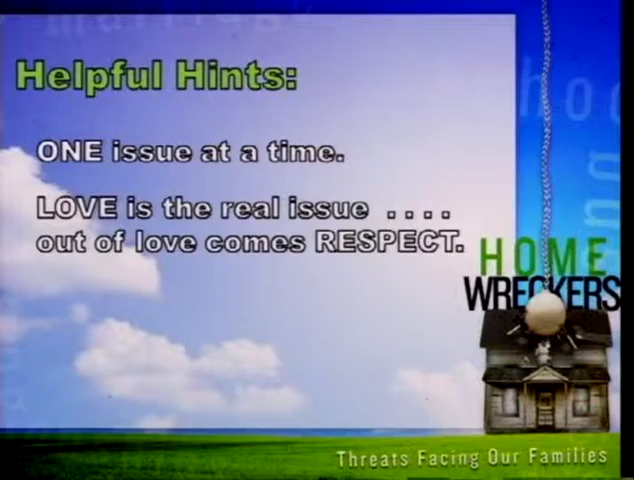 Helpful Hints:
ONE issue at a time.
LOVE is the real issue . . . .
out of love comes RESPECT.
HOME
WRECKERS
Threats Facing Our Families